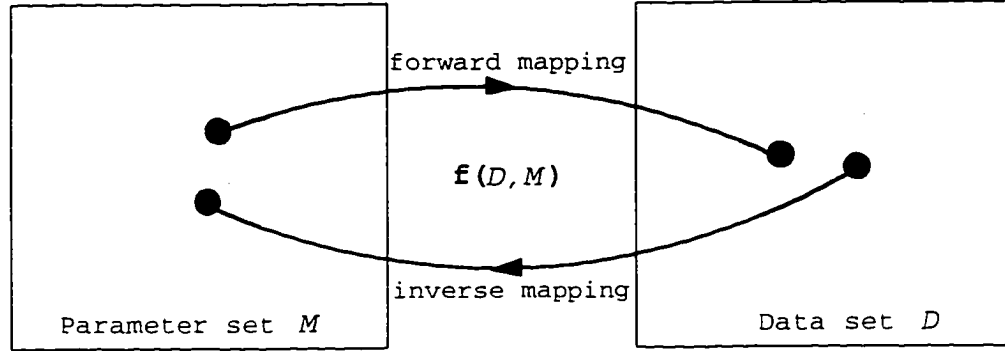 forward mapping
f(D,M)
inverse mapping
Parameter set M
Data set D